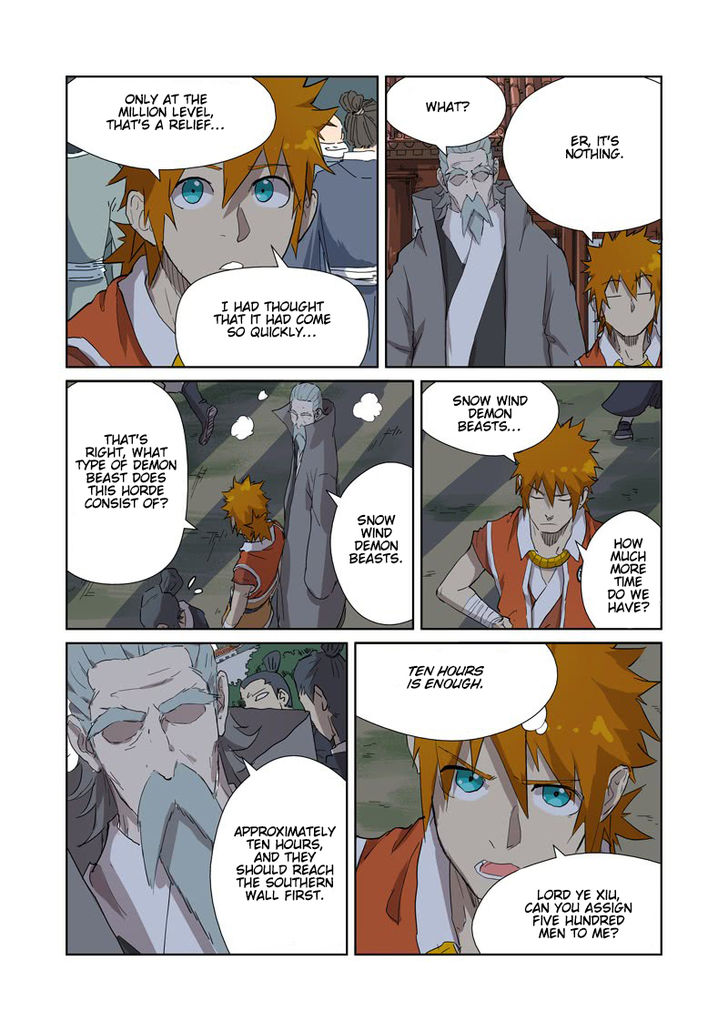 ONLY AT THE
MILLION LEVEL,
THAT'S A RELIEF...
I HAD THOUGHT
THAT IT HAD COME
SO QUICKLY...
WHAT?
ER, IT'S
NOTHING.
THAT'S
RIGHT, WHAT
TYPE OF DEMON
BEAST DOES
THIS HORDE
CONSIST OF?
SNOW
WIND
DEMON
BEASTS.
SNOW WIND
DEMON
BEASTS...
HOW
MUCH
MORE
TIME
DO WE
HAVE?
APPROXIMATELY
TEN HOURS,
AND THEY
SHOULD REACH
THE SOUTHERN
WALL FIRST.
TEN HOURS
IS ENOUGH.
LORD YE XIU,
CAN YOU ASSIGN
FIVE HUNDRED
MEN TO ME?